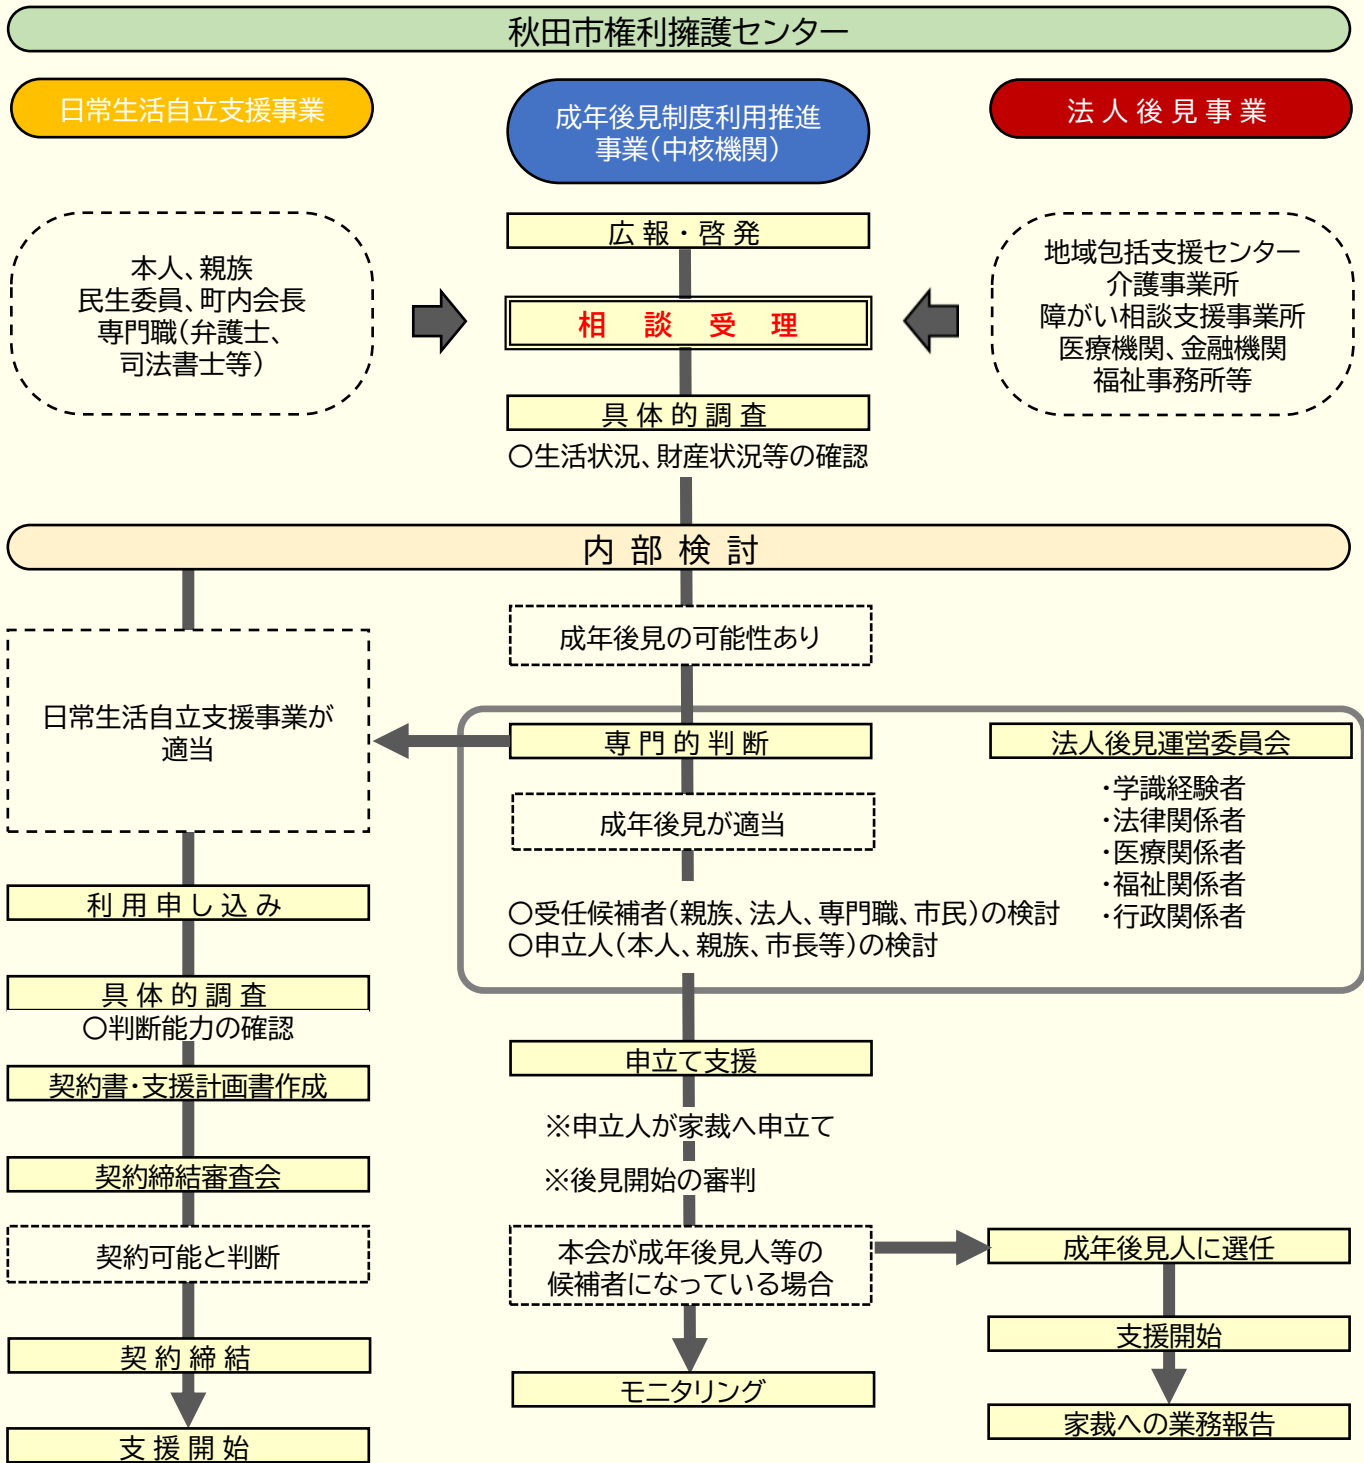 秋田市権利擁護センター
日常生活自立支援事業
成年後見制度利用推進
事業(中核機関)
法人後見事業
広報・啓発
本人、親族
民生委員、町内会長
専門職(弁護士、
司法書士等)
相談受理
地域包括支援センター
介護事業所
障がい相談支援事業所
医療機関、金融機関
福祉事務所等
具体的調査
○生活状況、財産状況等の確認
内部検討
成年後見の可能性あり
日常生活自立支援事業が
適当
専門的判断
成年後見が適当
○受任候補者(親族、法人、専門職、市民)の検討
○申立人(本人、親族、市長等)の検討
法人後見運営委員会
・学識経験者
・法律関係者
・医療関係者
・福祉関係者
・行政関係者
利用申し込み
具体的調査
○判断能力の確認
契約書・支援計画書作成
契約締結審査会
契約可能と判断
契約締結
支援開始
申立て支援
※申立人が家裁へ申立て
※後見開始の審判
本会が成年後見人等の
候補者になっている場合
モニタリング
成年後見人に選任
支援開始
家裁への業務報告